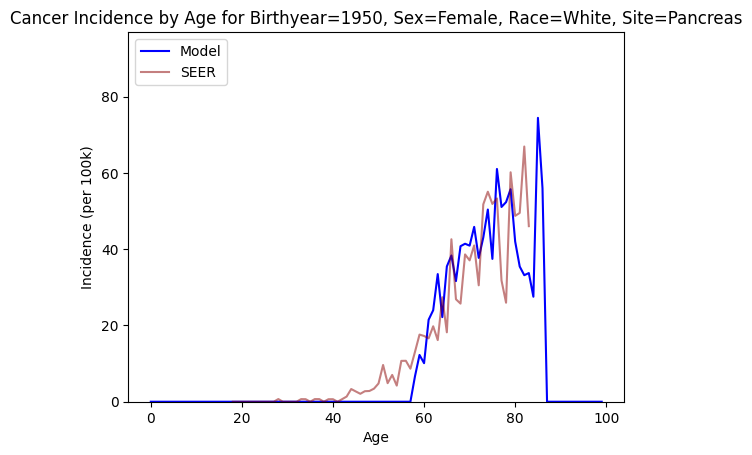 Cancer Incidence by Age for Birthyear=1950, Sex=Female, Race=White, Site=Pancreas
Model
SEER
80
60
40
20
0
Incidence (per 100k)
0 20 40 60 80 100
Age